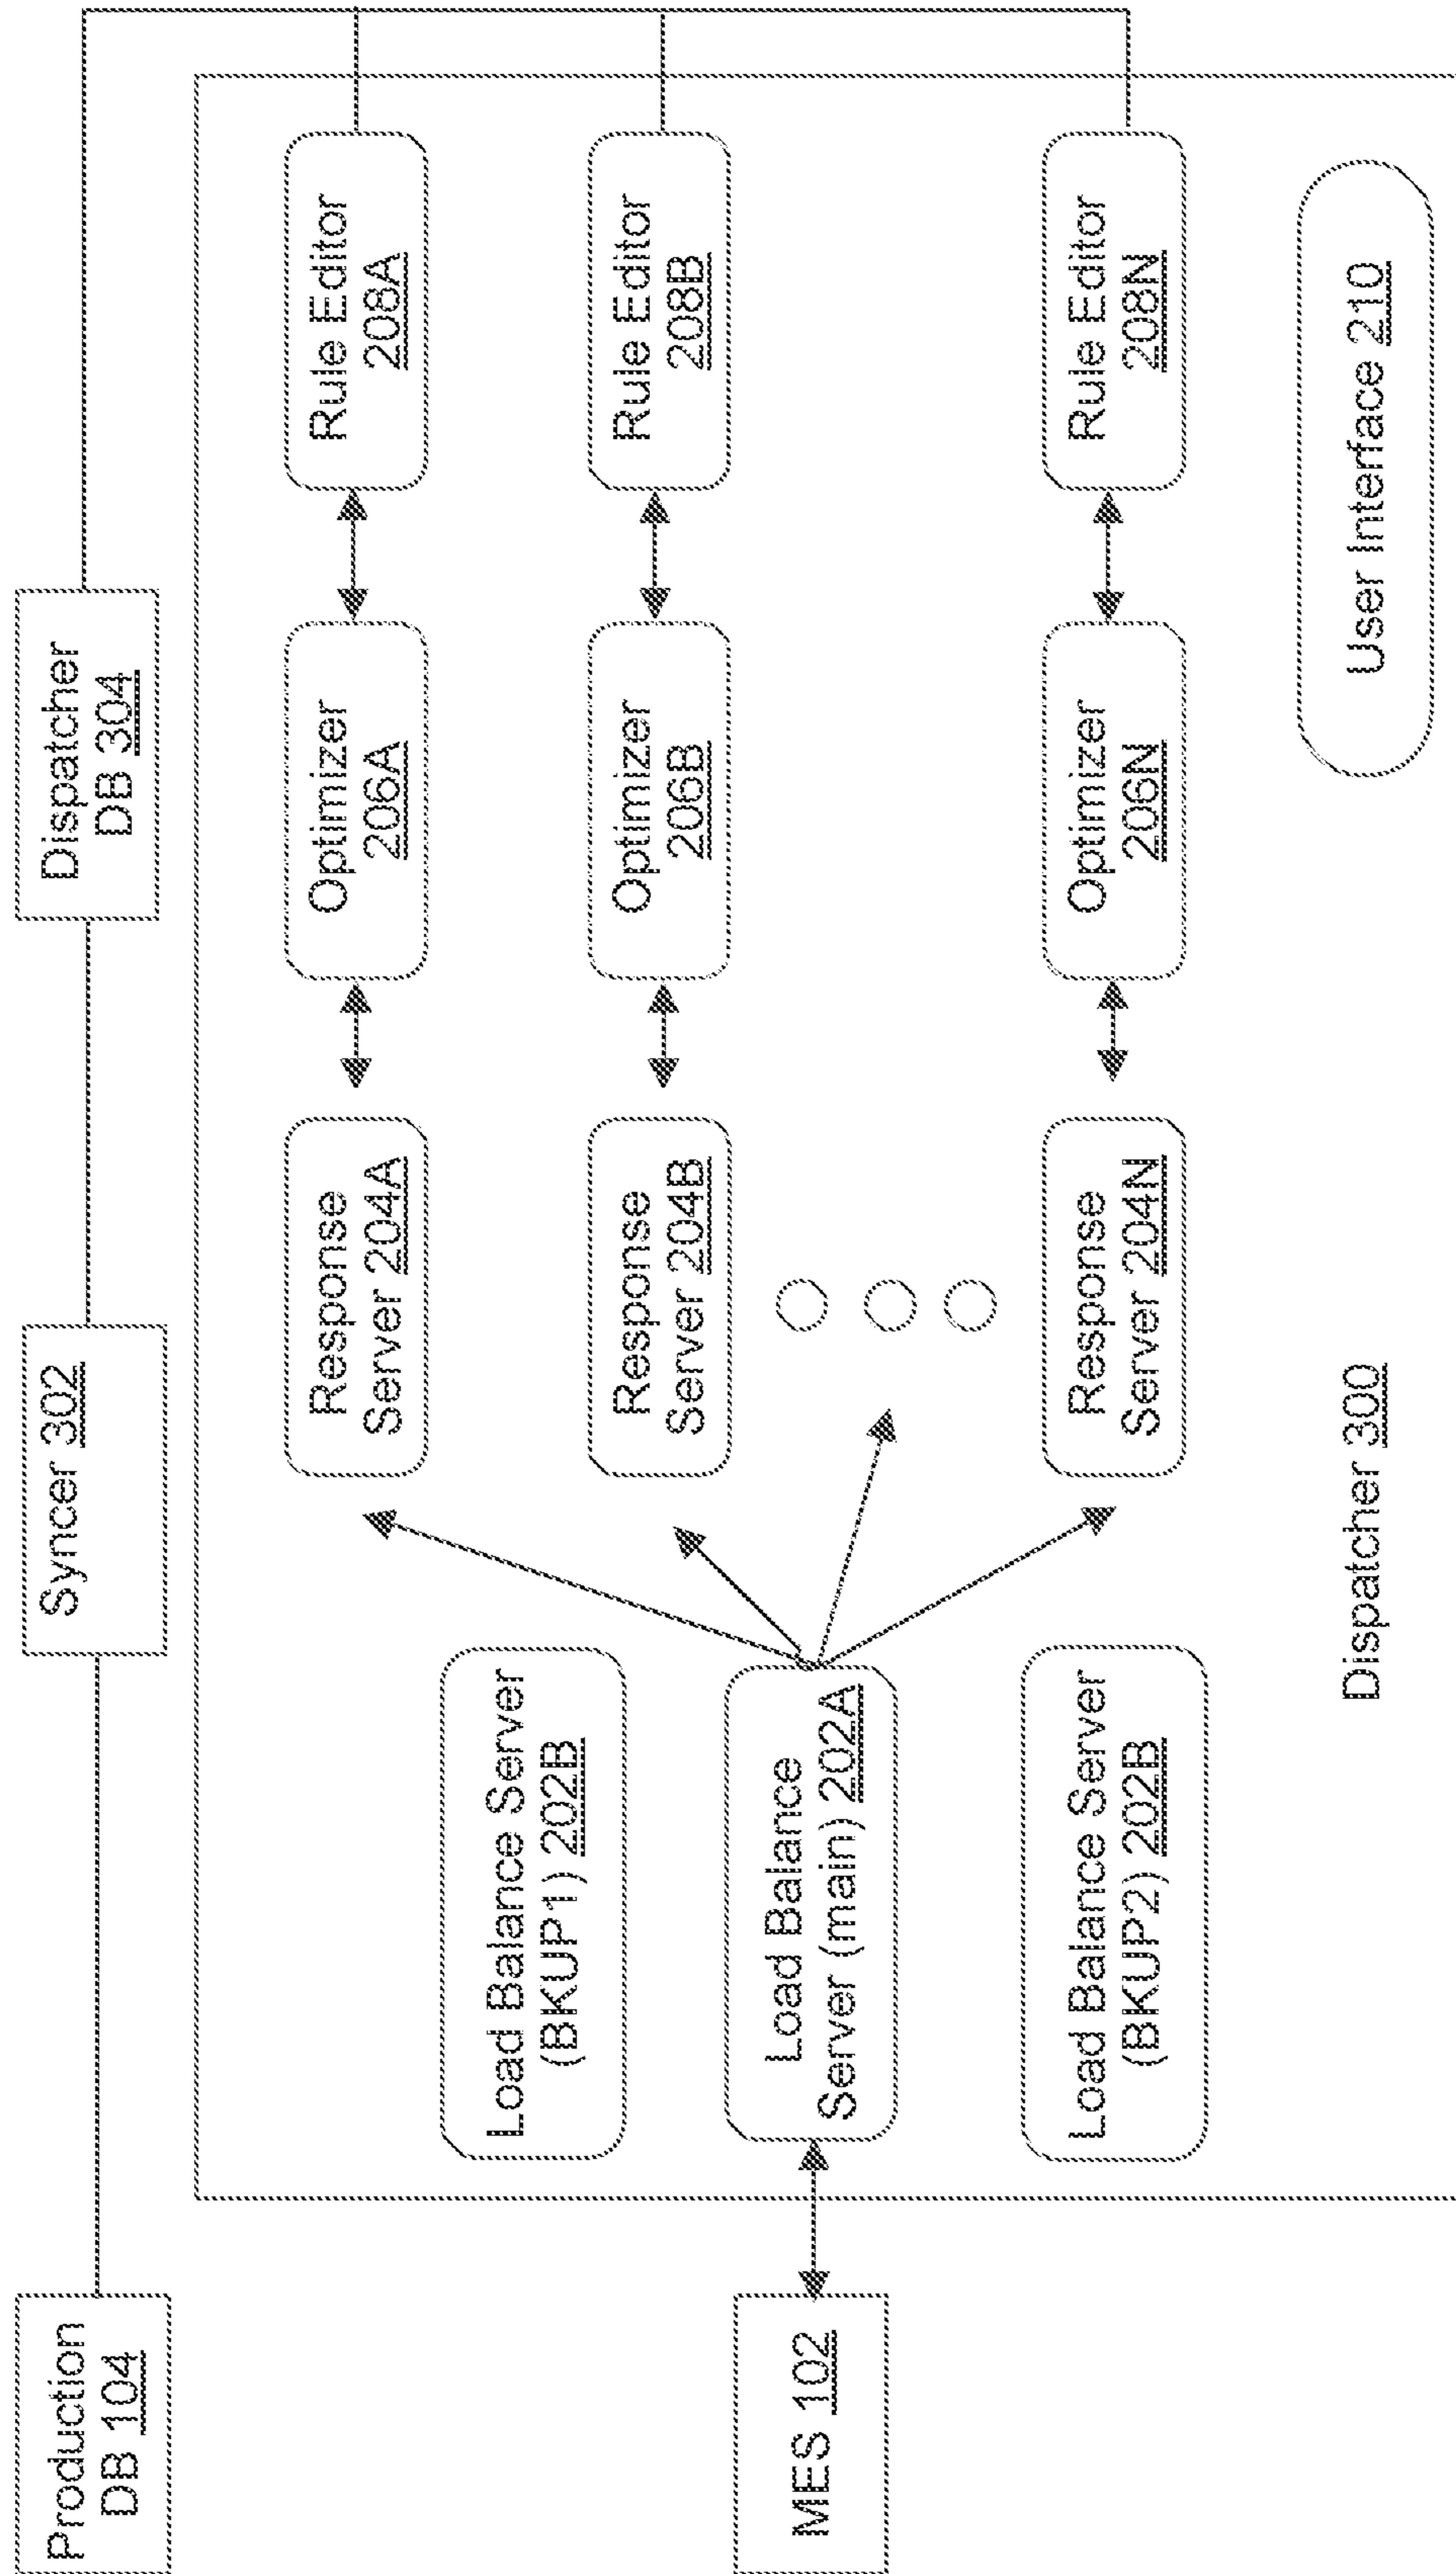 Production
DB 104
Syncer 302
Dispatcher
DB 304
MES 102
Load Balance Server
(BKUP1) 202B
Load Balance
Server (main) 202A
Load Balance Server
(BKUP2) 202B
Response
Server 204A
Optimizer
206A
Rule Editor
208A
Response
Server 204B
Optimizer
206B
Rule Editor
208B
Response
Server 204N
Optimizer
206N
Rule Editor
208N
Dispatcher 300
User Interface 210